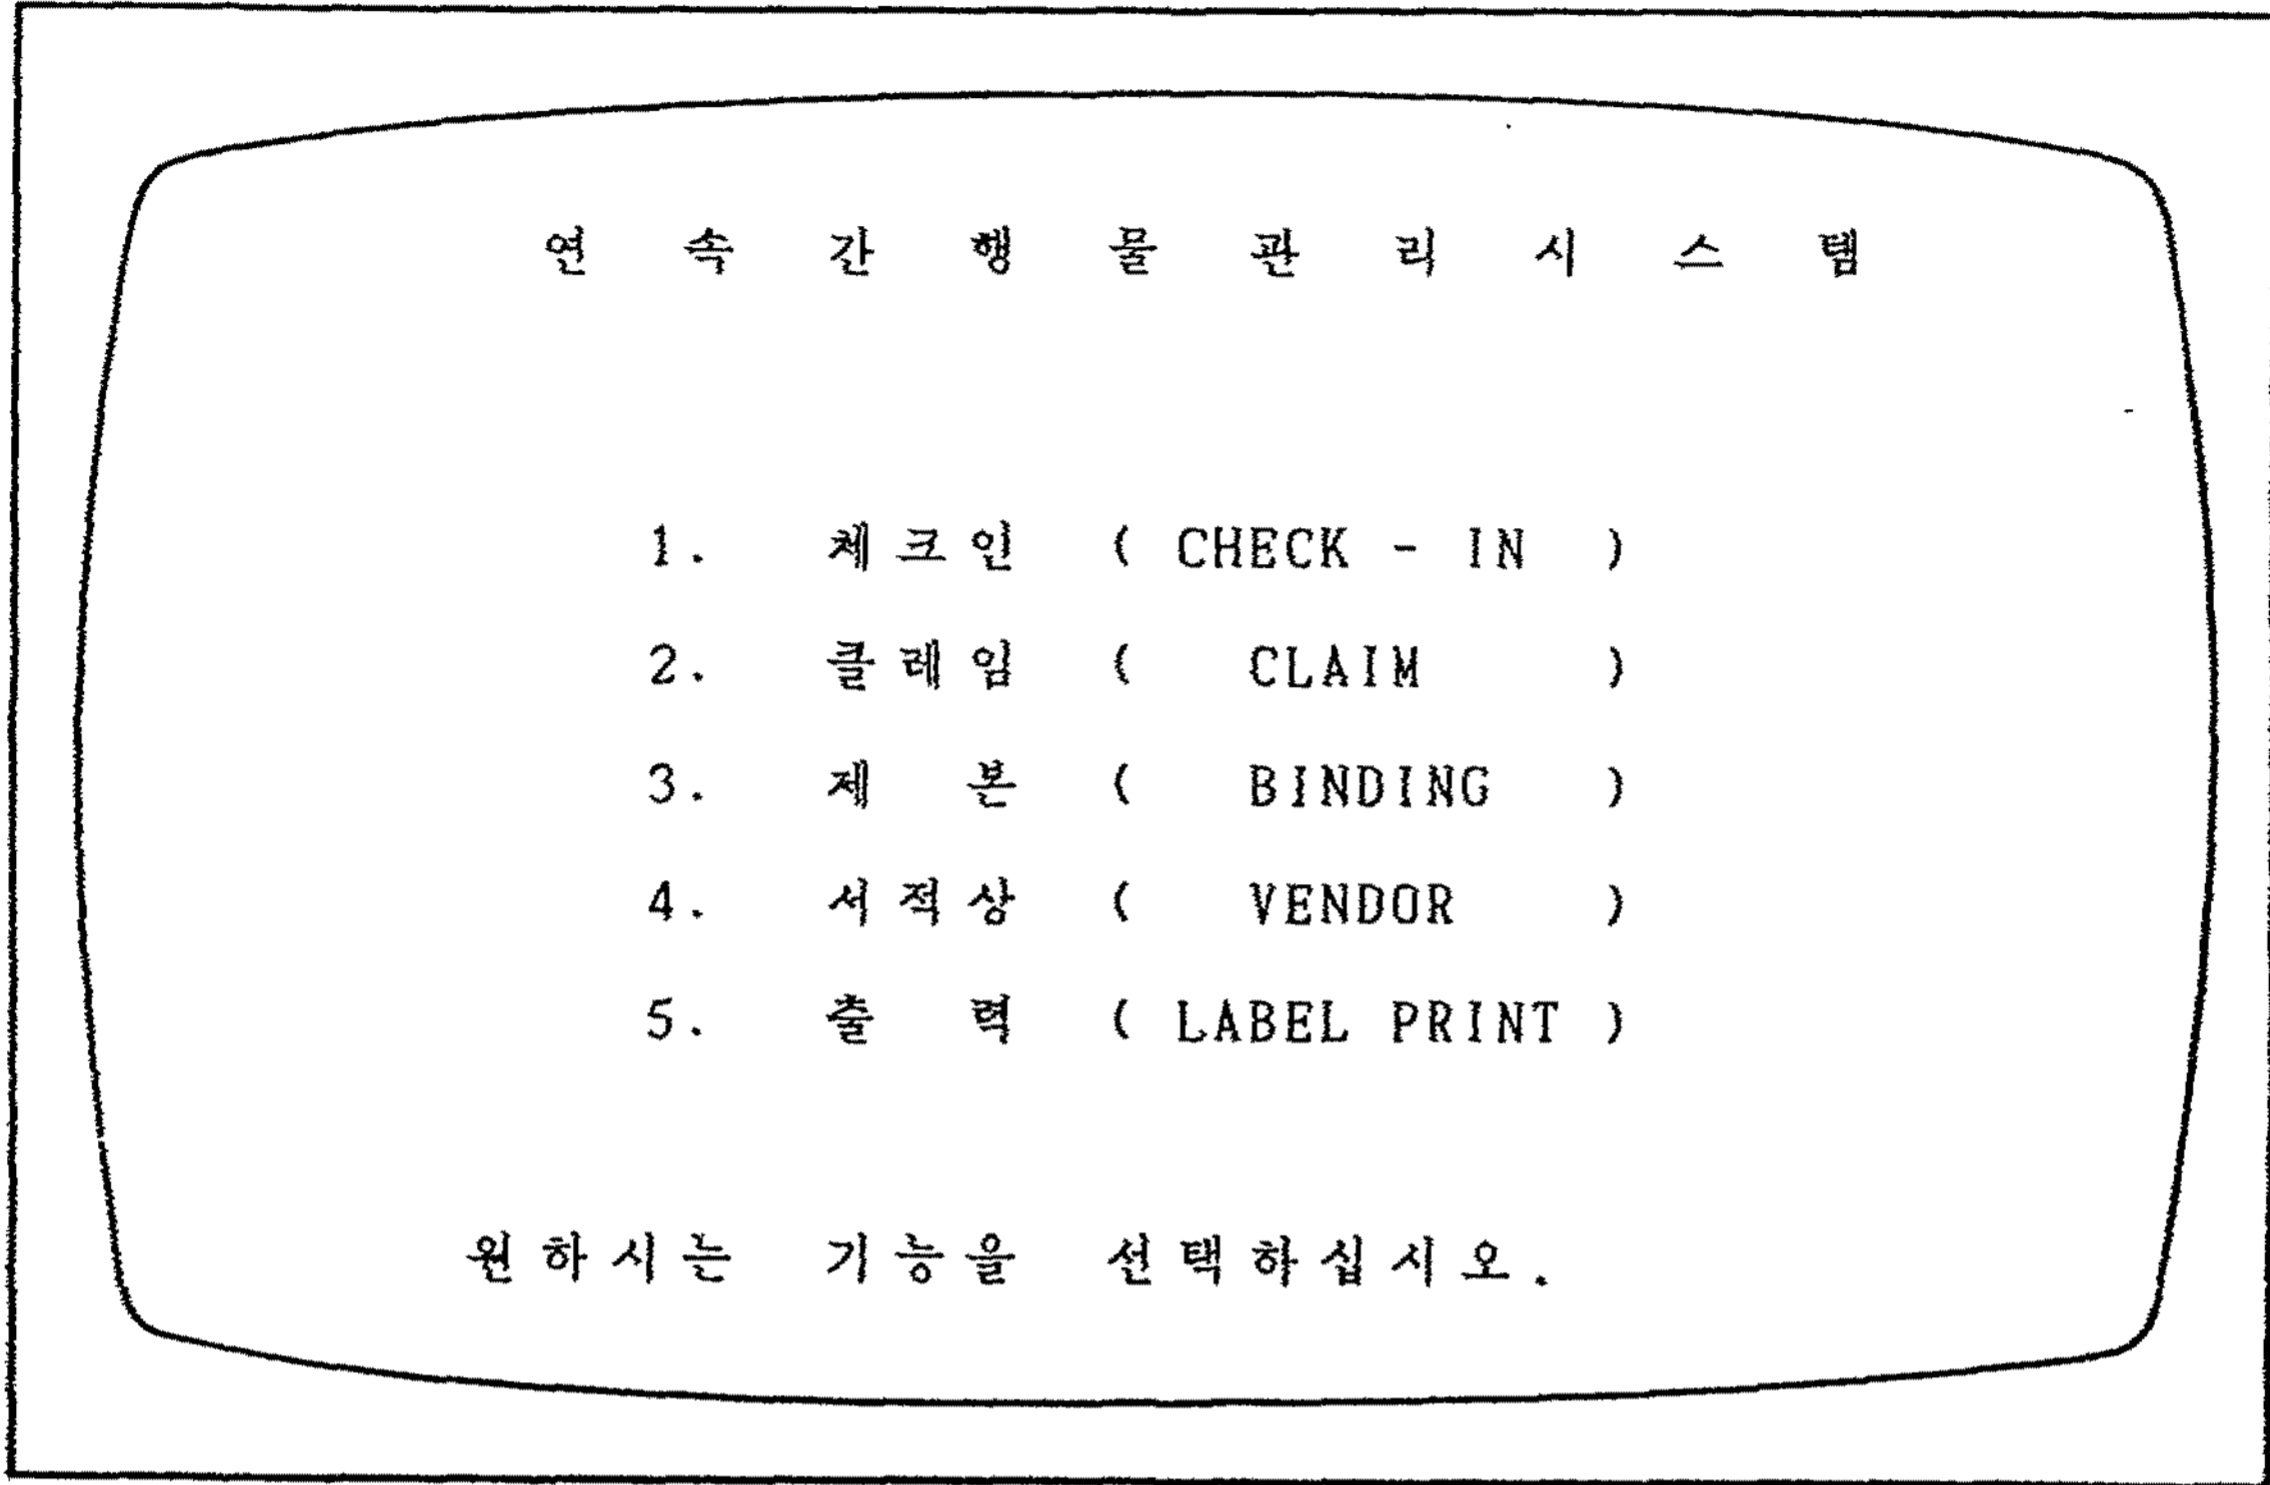 연 속 간 행 물 관 리 시 스 템
1. 체크인 ( CHECK - IN )
2. 클레임 ( CLAIM )
3. 제 본 ( BINDING )
4. 서적상 ( VENDOR )
5. 출 력 ( LABEL PRINT )
원하시는 기능을 선택하십시오.